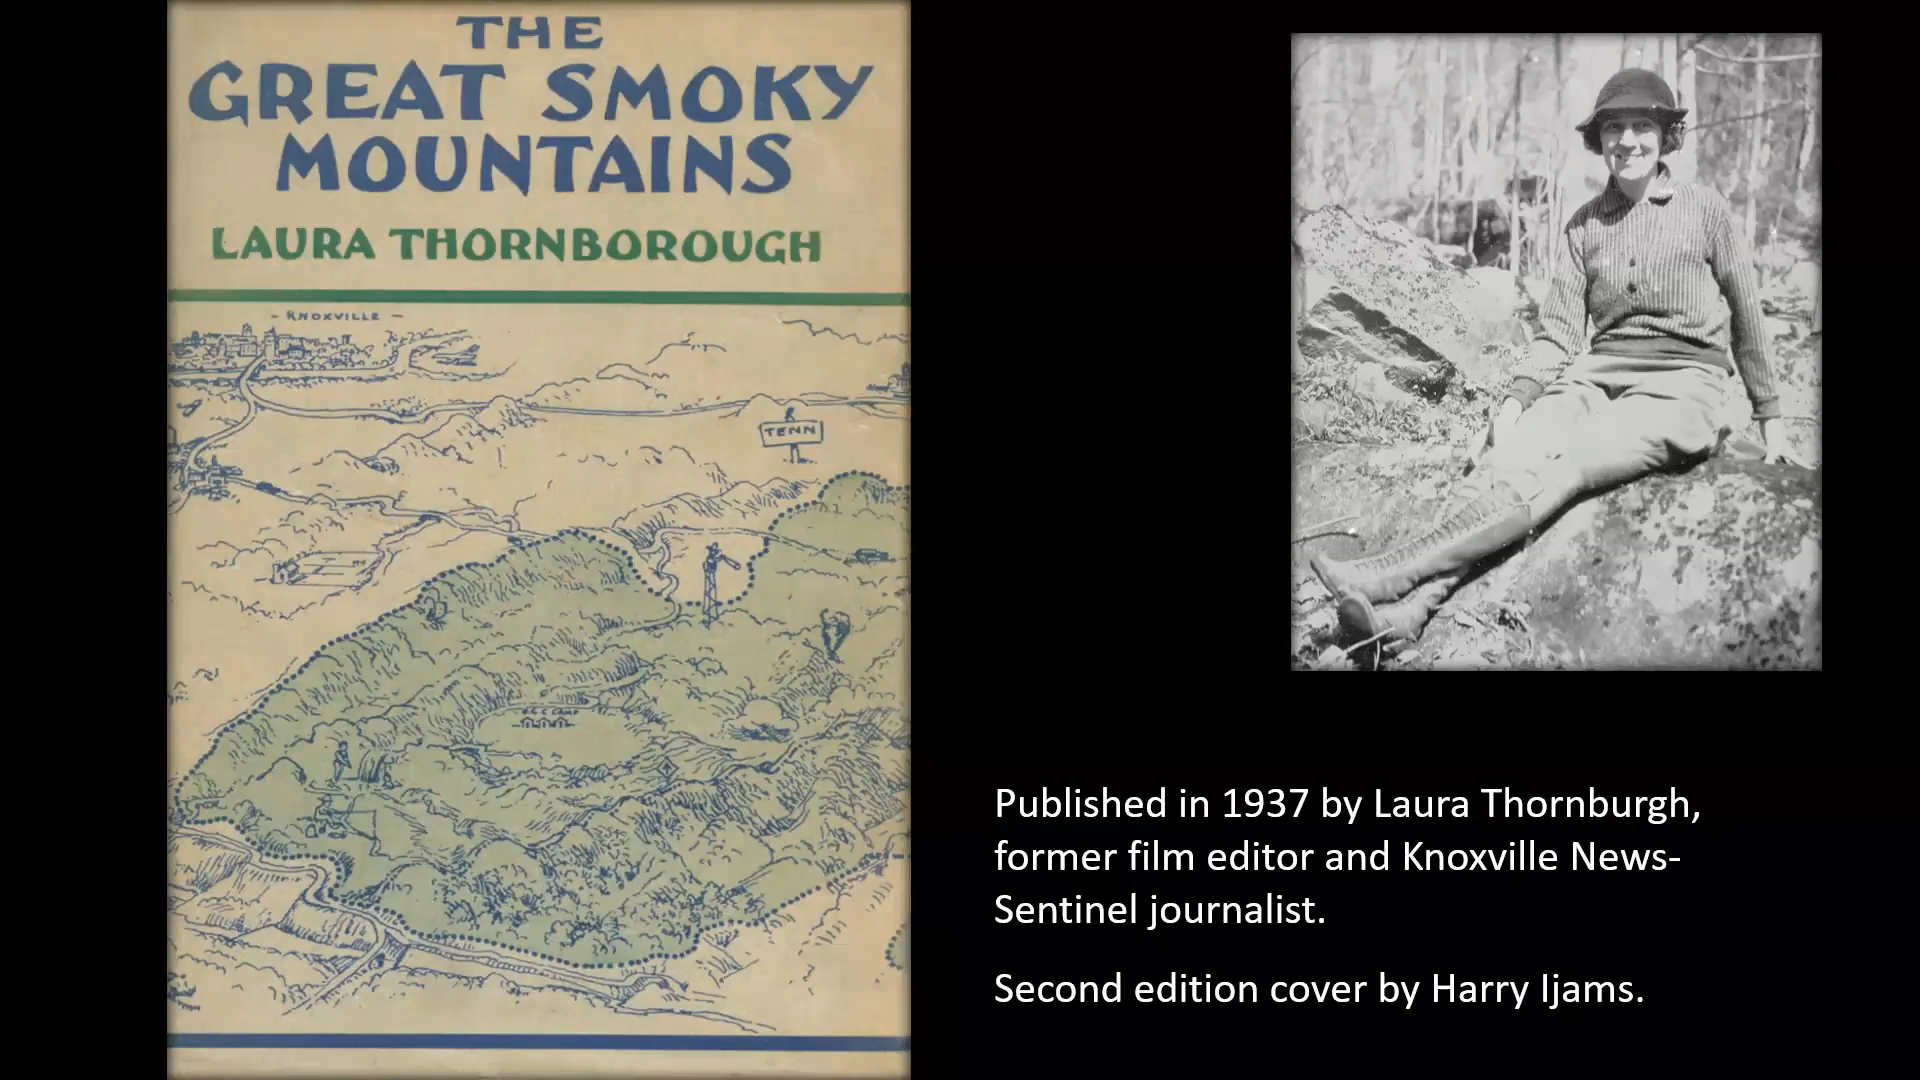 THE
GREAT SMOKY
MOUNTAINS
LAURA THORNBOROUGH
- KNOXVILLE -
TENN
C.C.C CAMP
Published in 1937 by Laura Thornburgh,
former film editor and Knoxville News-
Sentinel journalist.
Second edition cover by Harry Ijams.